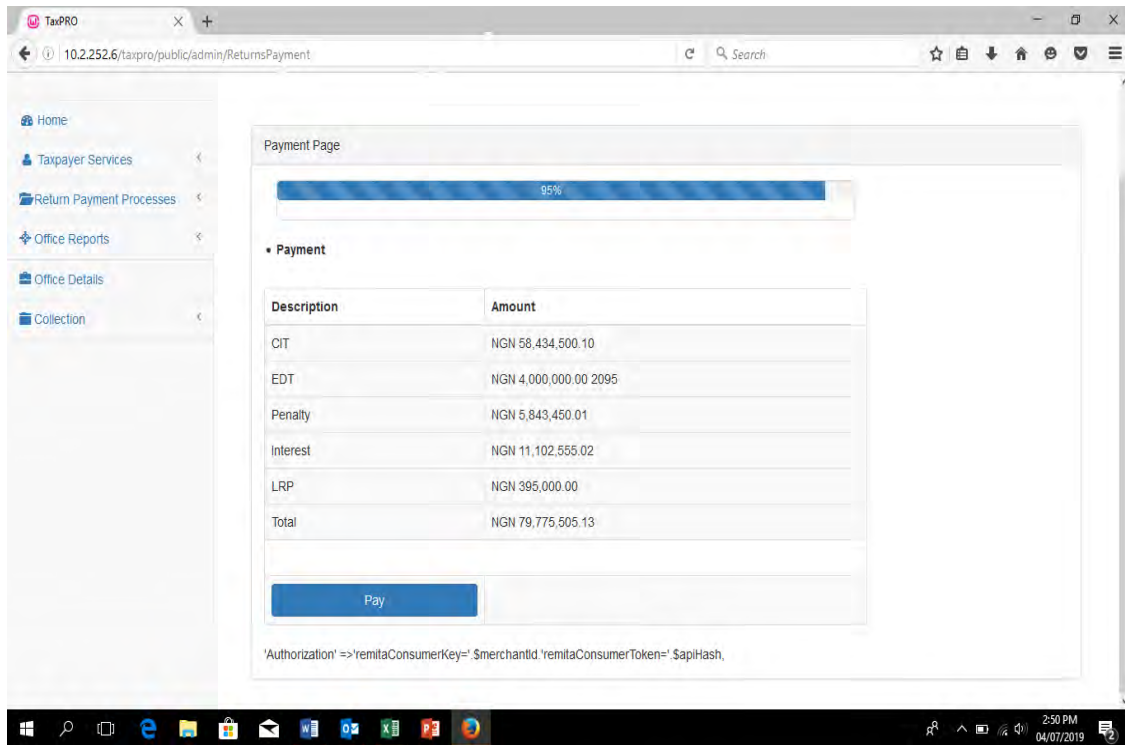 TaxPRO
10.2.252.6/taxpro/public/admin/ReturnsPayment
Search
Home
Taxpayer Services
Return Payment Processes
Office Reports
Office Details
Collection
Payment Page
95%
• Payment
Description Amount
CIT NGN 58,434,500.10
EDT NGN 4,000,000.00 2095
Penalty NGN 5,843,450.01
Interest NGN 11,102,555.02
LRP NGN 395,000.00
Total NGN 79,775,505.13
Pay
'Authorization' =>'remitaConsumerKey='.$merchantId.'remitaConsumerToken='.$apiHash,
2:50 PM
04/07/2019